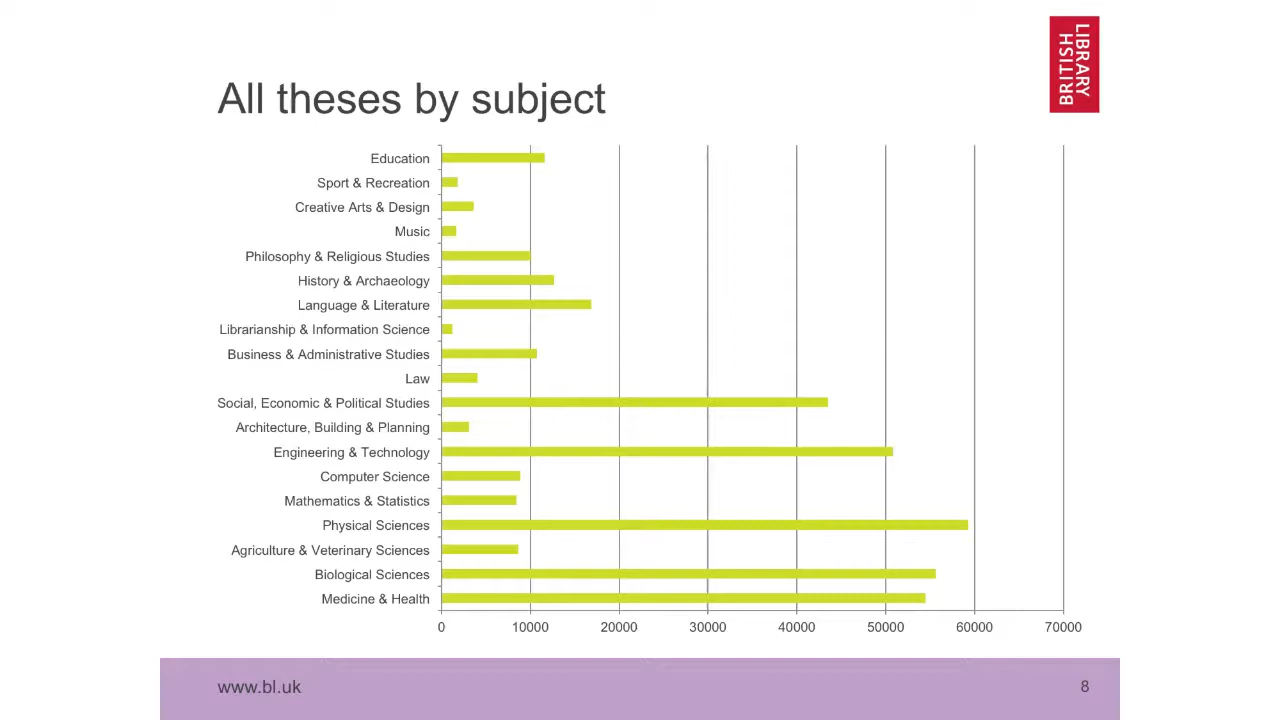 BRITISH
LIBRARY
All theses by subject
Education
Sport & Recreation
Creative Arts & Design
Music
Philosophy & Religious Studies
History & Archaeology
Language & Literature
Librarianship & Information Science
Business & Administrative Studies
Law
Social, Economic & Political Studies
Architecture, Building & Planning
Engineering & Technology
Computer Science
Mathematics & Statistics
Physical Sciences
Agriculture & Veterinary Sciences
Biological Sciences
Medicine & Health
0 10000 20000 30000 40000 50000 60000 70000
www.bl.uk 8